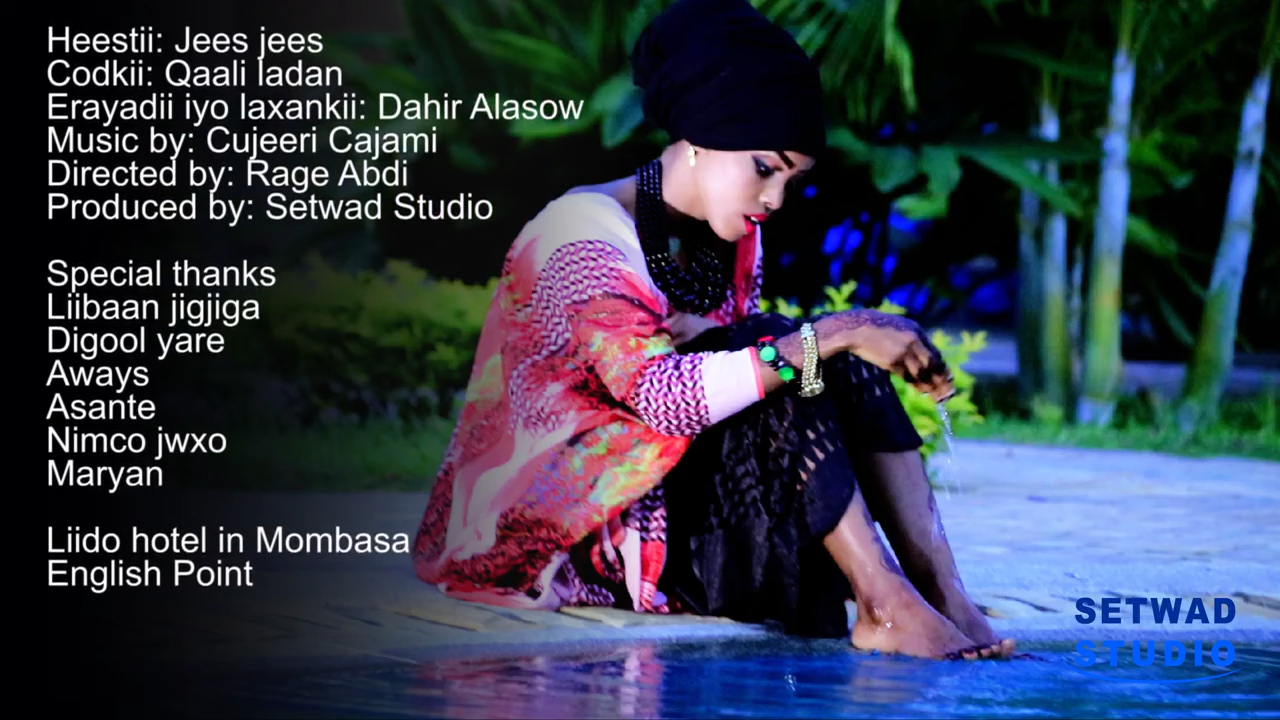 Heestii: Jees jees
Codkii: Qaali ladan
Erayadii iyo laxankii: Dahir Alasow
Music by: Cujeeri Cajami
Directed by: Rage Abdi
Produced by: Setwad Studio
Special thanks
Liibaan jigjiga
Digool yare
Aways
Asante
Nimco jwxo
Maryan
Liido hotel in Mombasa
English Point
SETWAD
STUDIO